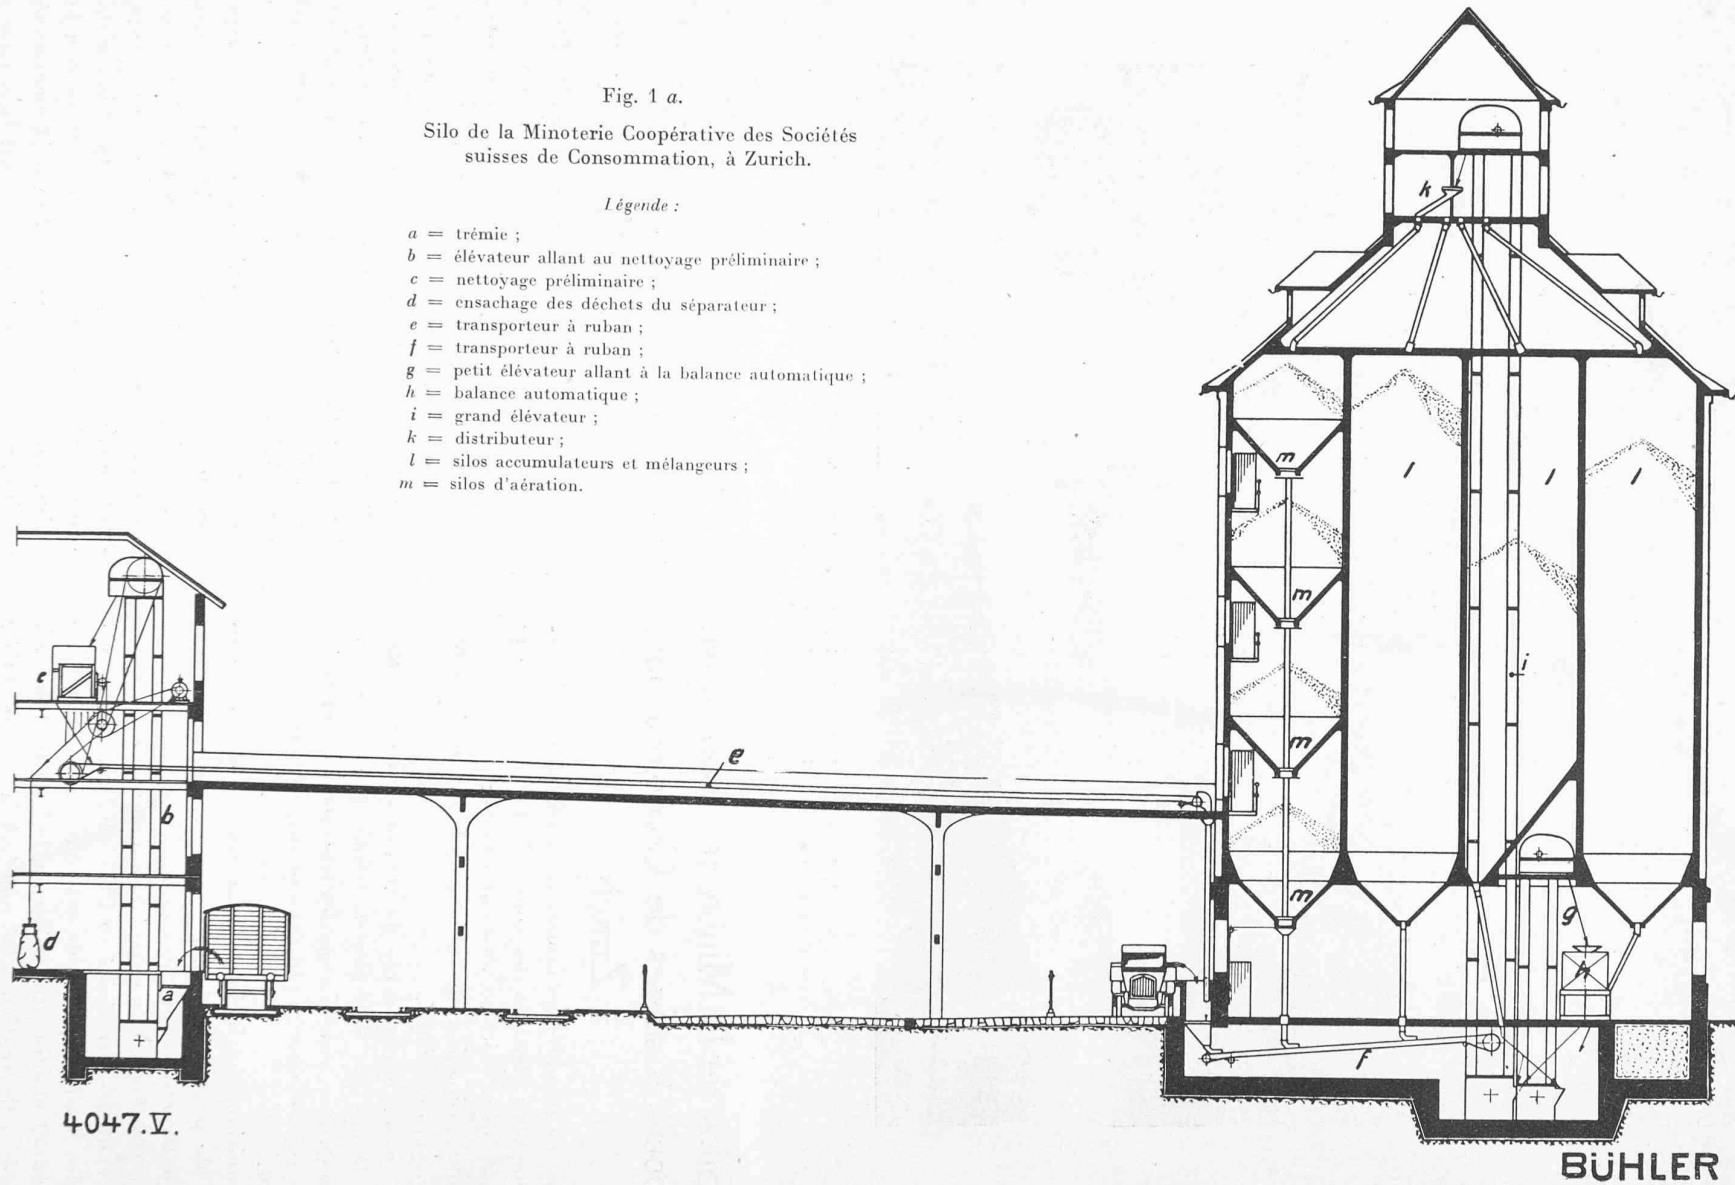 Fig. 1 a.
Silo de la Minoterie Coopérative des Sociétés
suisses de Consommation, à Zurich.
Légende :
a = trémie ;
b = élévateur allant au nettoyage préliminaire ;
c = nettoyage préliminaire ;
d = ensachage des déchets du séparateur ;
e = transporteur à ruban ;
f = transporteur à ruban ;
g = petit élévateur allant à la balance automatique ;
h = balance automatique ;
i = grand élévateur ;
k = distributeur ;
l = silos accumulateurs et mélangeurs ;
m = silos d'aération.
k
m
l
l
l
m
i
c
m
e
b
m
g
d
h
a
f
4047.V.
BÜHLER